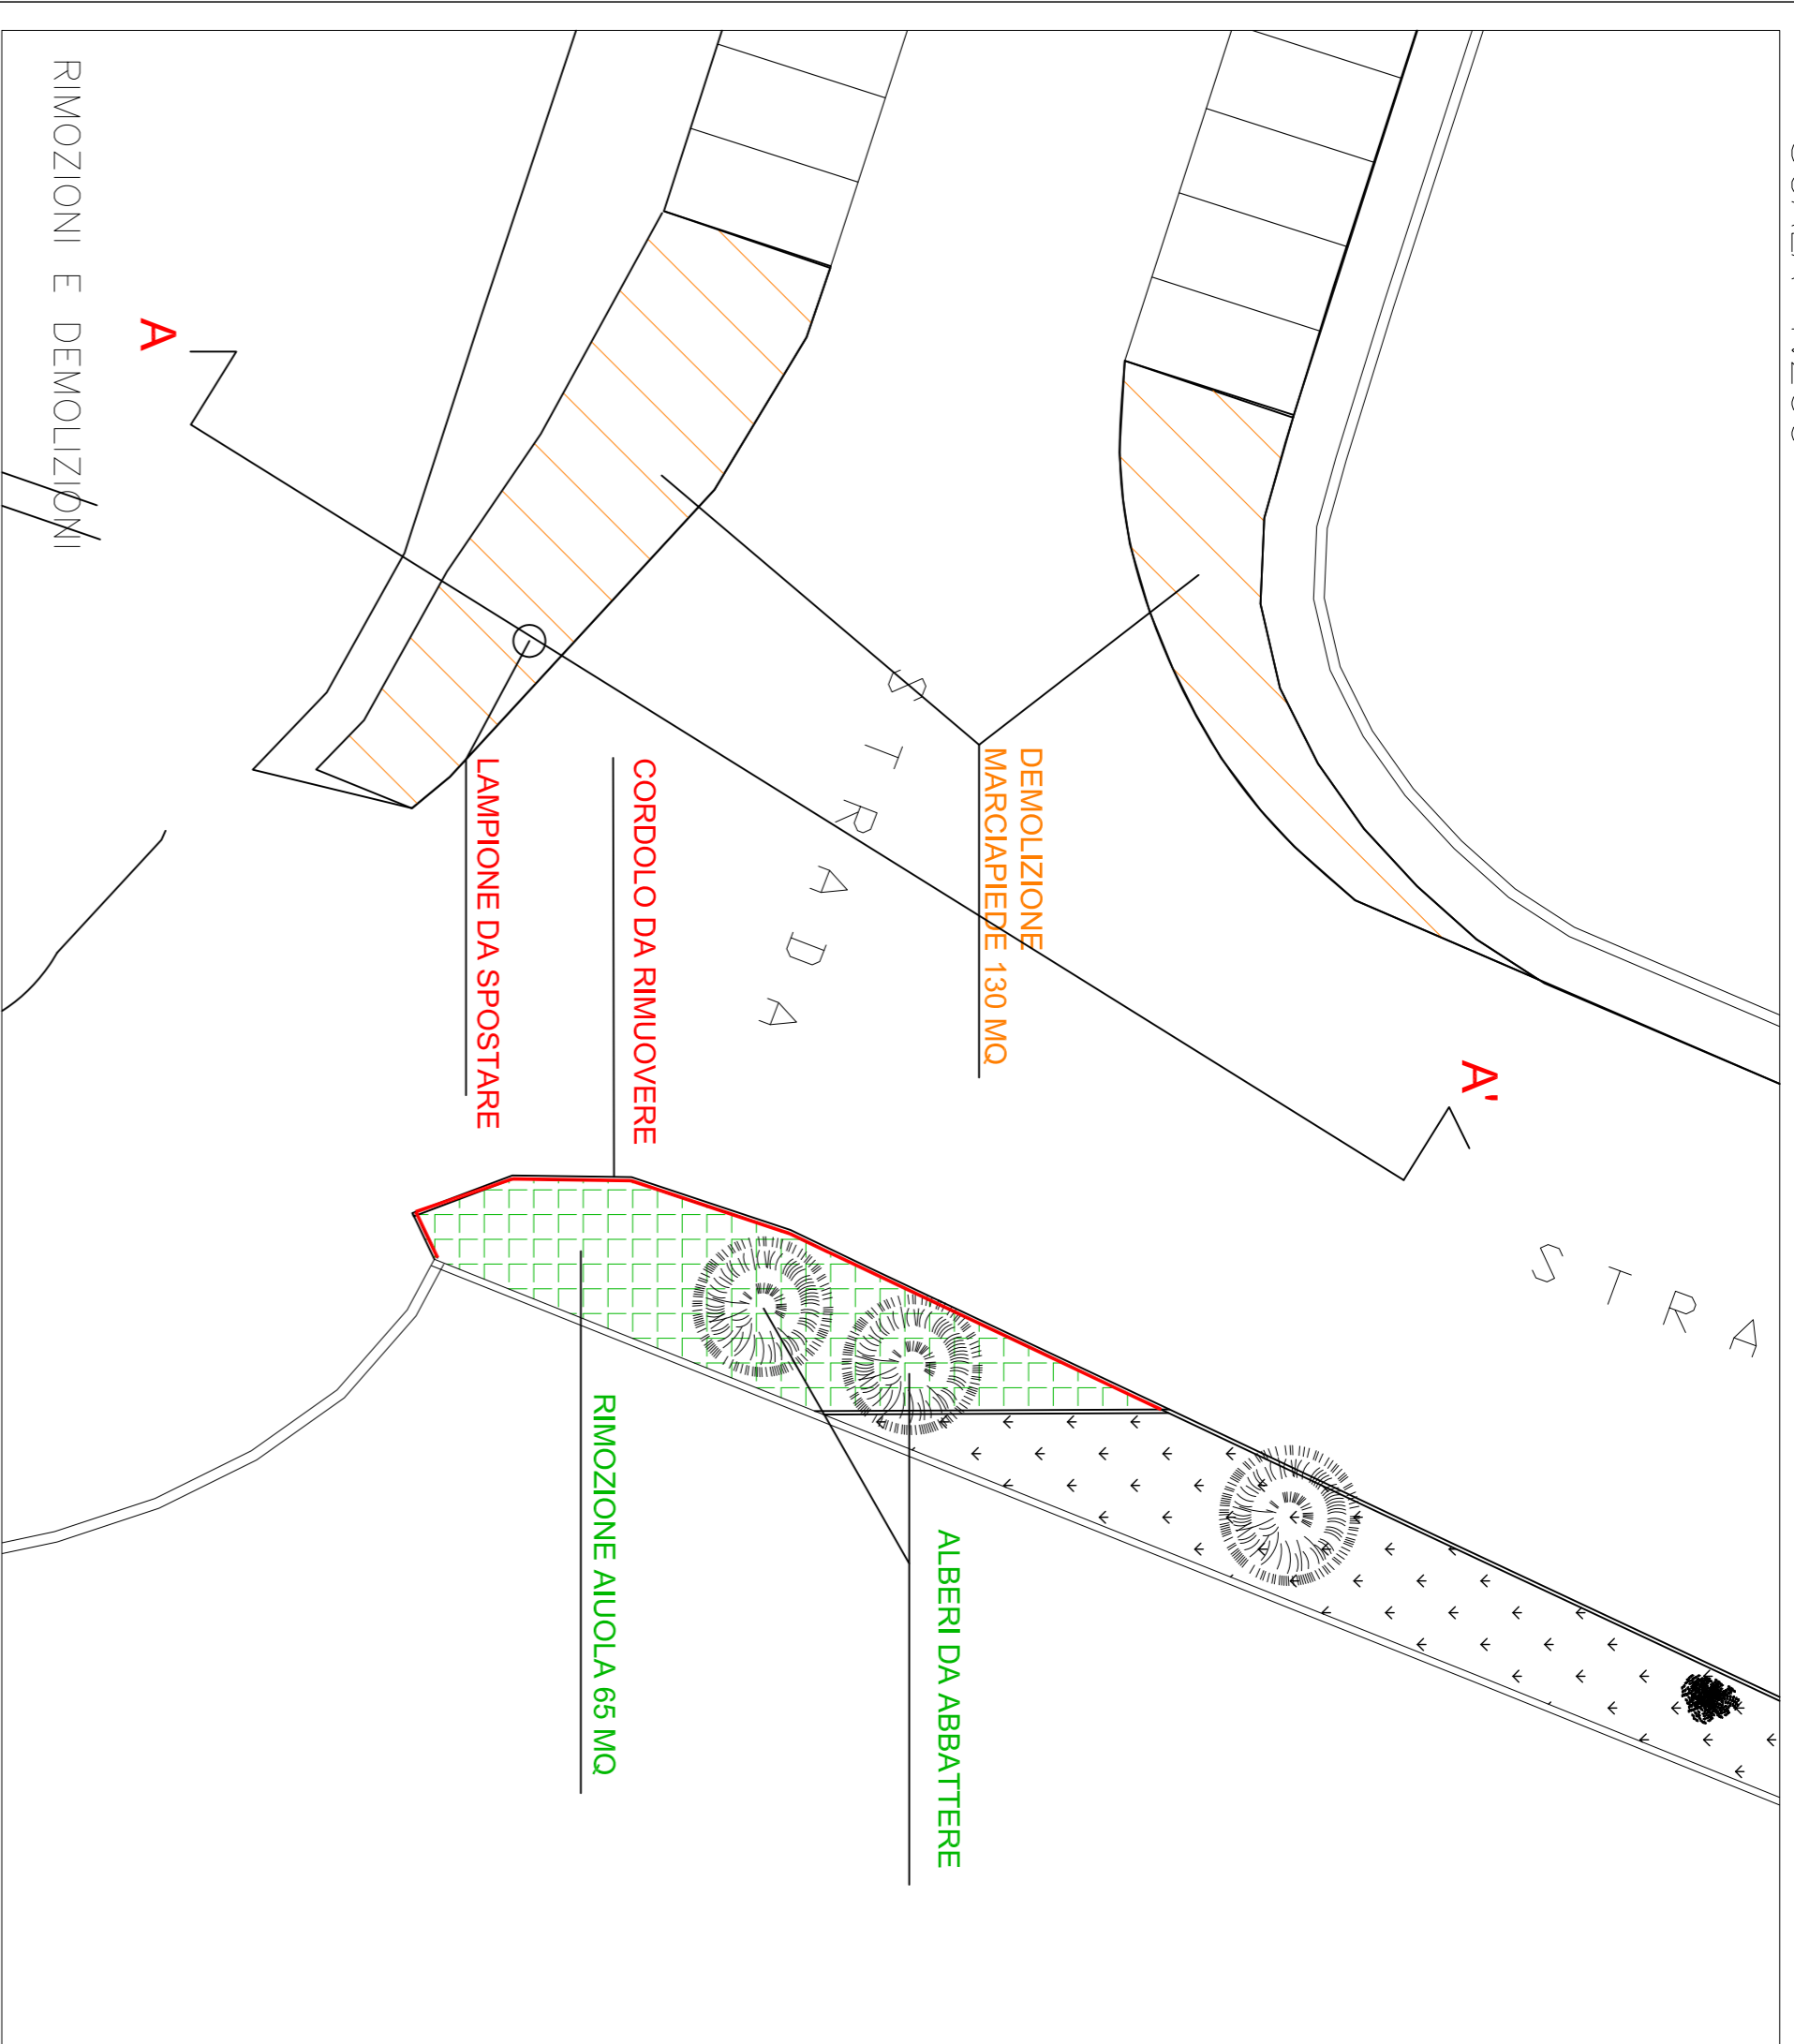 DEMOLIZIONE
MARCIAPIEDE 130 MQ
A'
STRA
STRADA
CORDOLO DA RIMUOVERE
LAMPIONE DA SPOSTARE
ALBERI DA ABBATTERE
RIMOZIONE AIUOLA 65 MQ
A
RIMOZIONI E DEMOLIZIONI